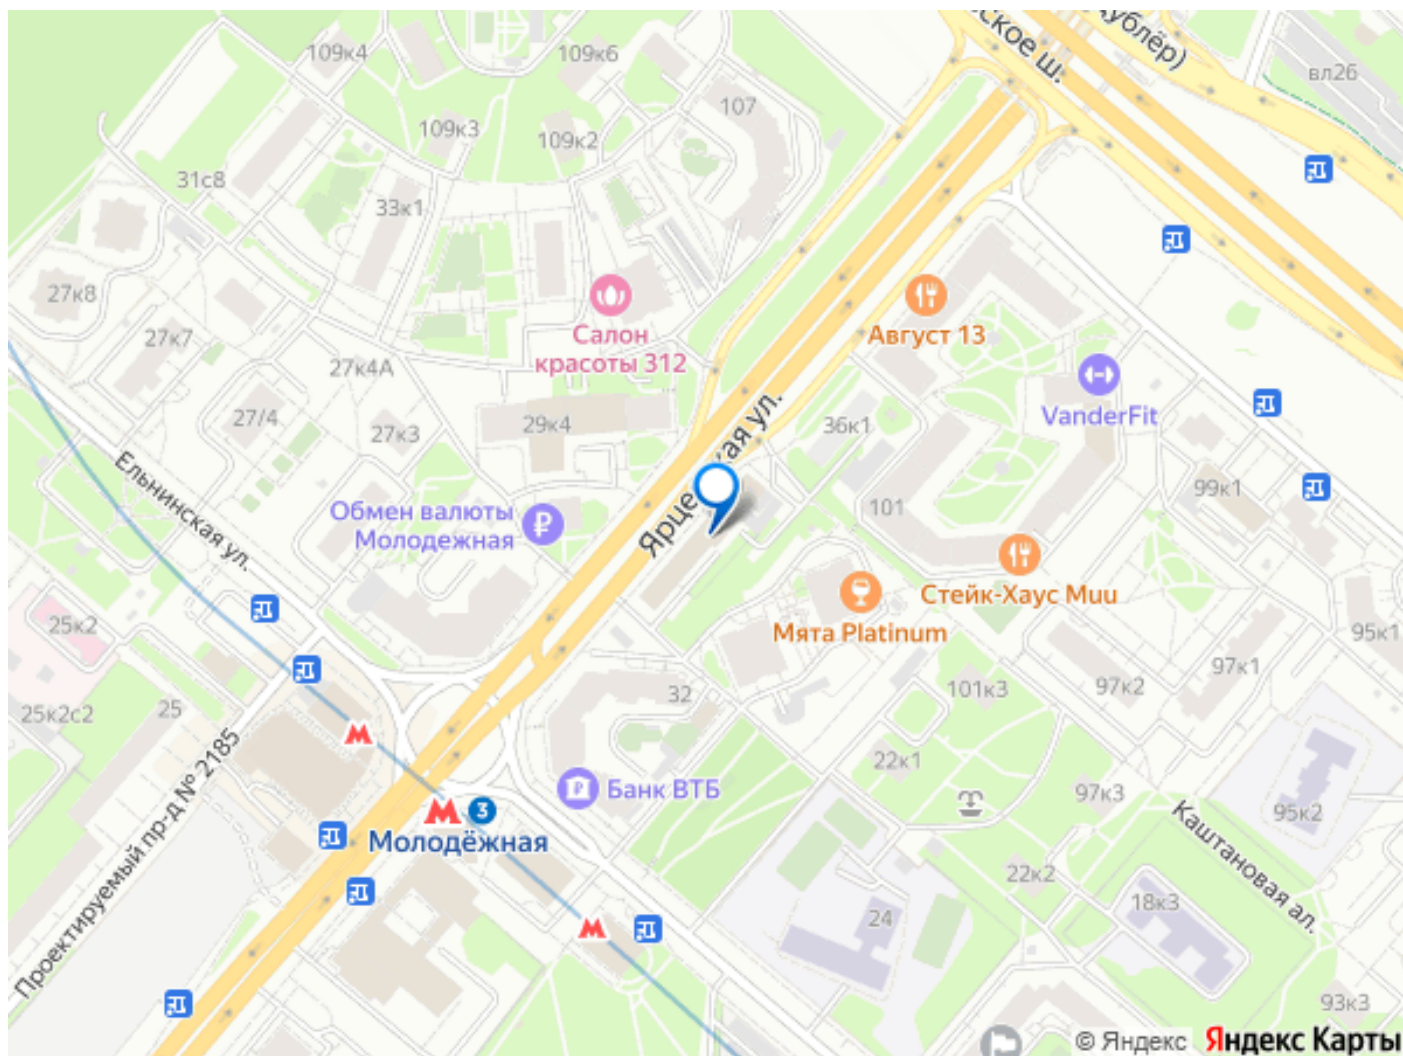 109к4
109к6
вл26
ское ш.
Дублёр)
107
109к3
109к2
31с8
33к1
27к8
27к7
27к4А
Салон
красоты 312
Август 13
VanderFit
27/4
27к3
29к4
36к1
Ельнинская ул.
Обмен валюты
Молодежная
101
99к1
Стейк-Хаус Muu
Мята Platinum
25к2
95к1
97к1
97к2
101к3
32
25к2с2
25
Проектируемый пр-д № 2185
22к1
Банк ВТБ
3
Молодёжная
97к3
95к2
Каштановая ал.
22к2
18к3
24
93к3
© Яндекс Яндекс Карты